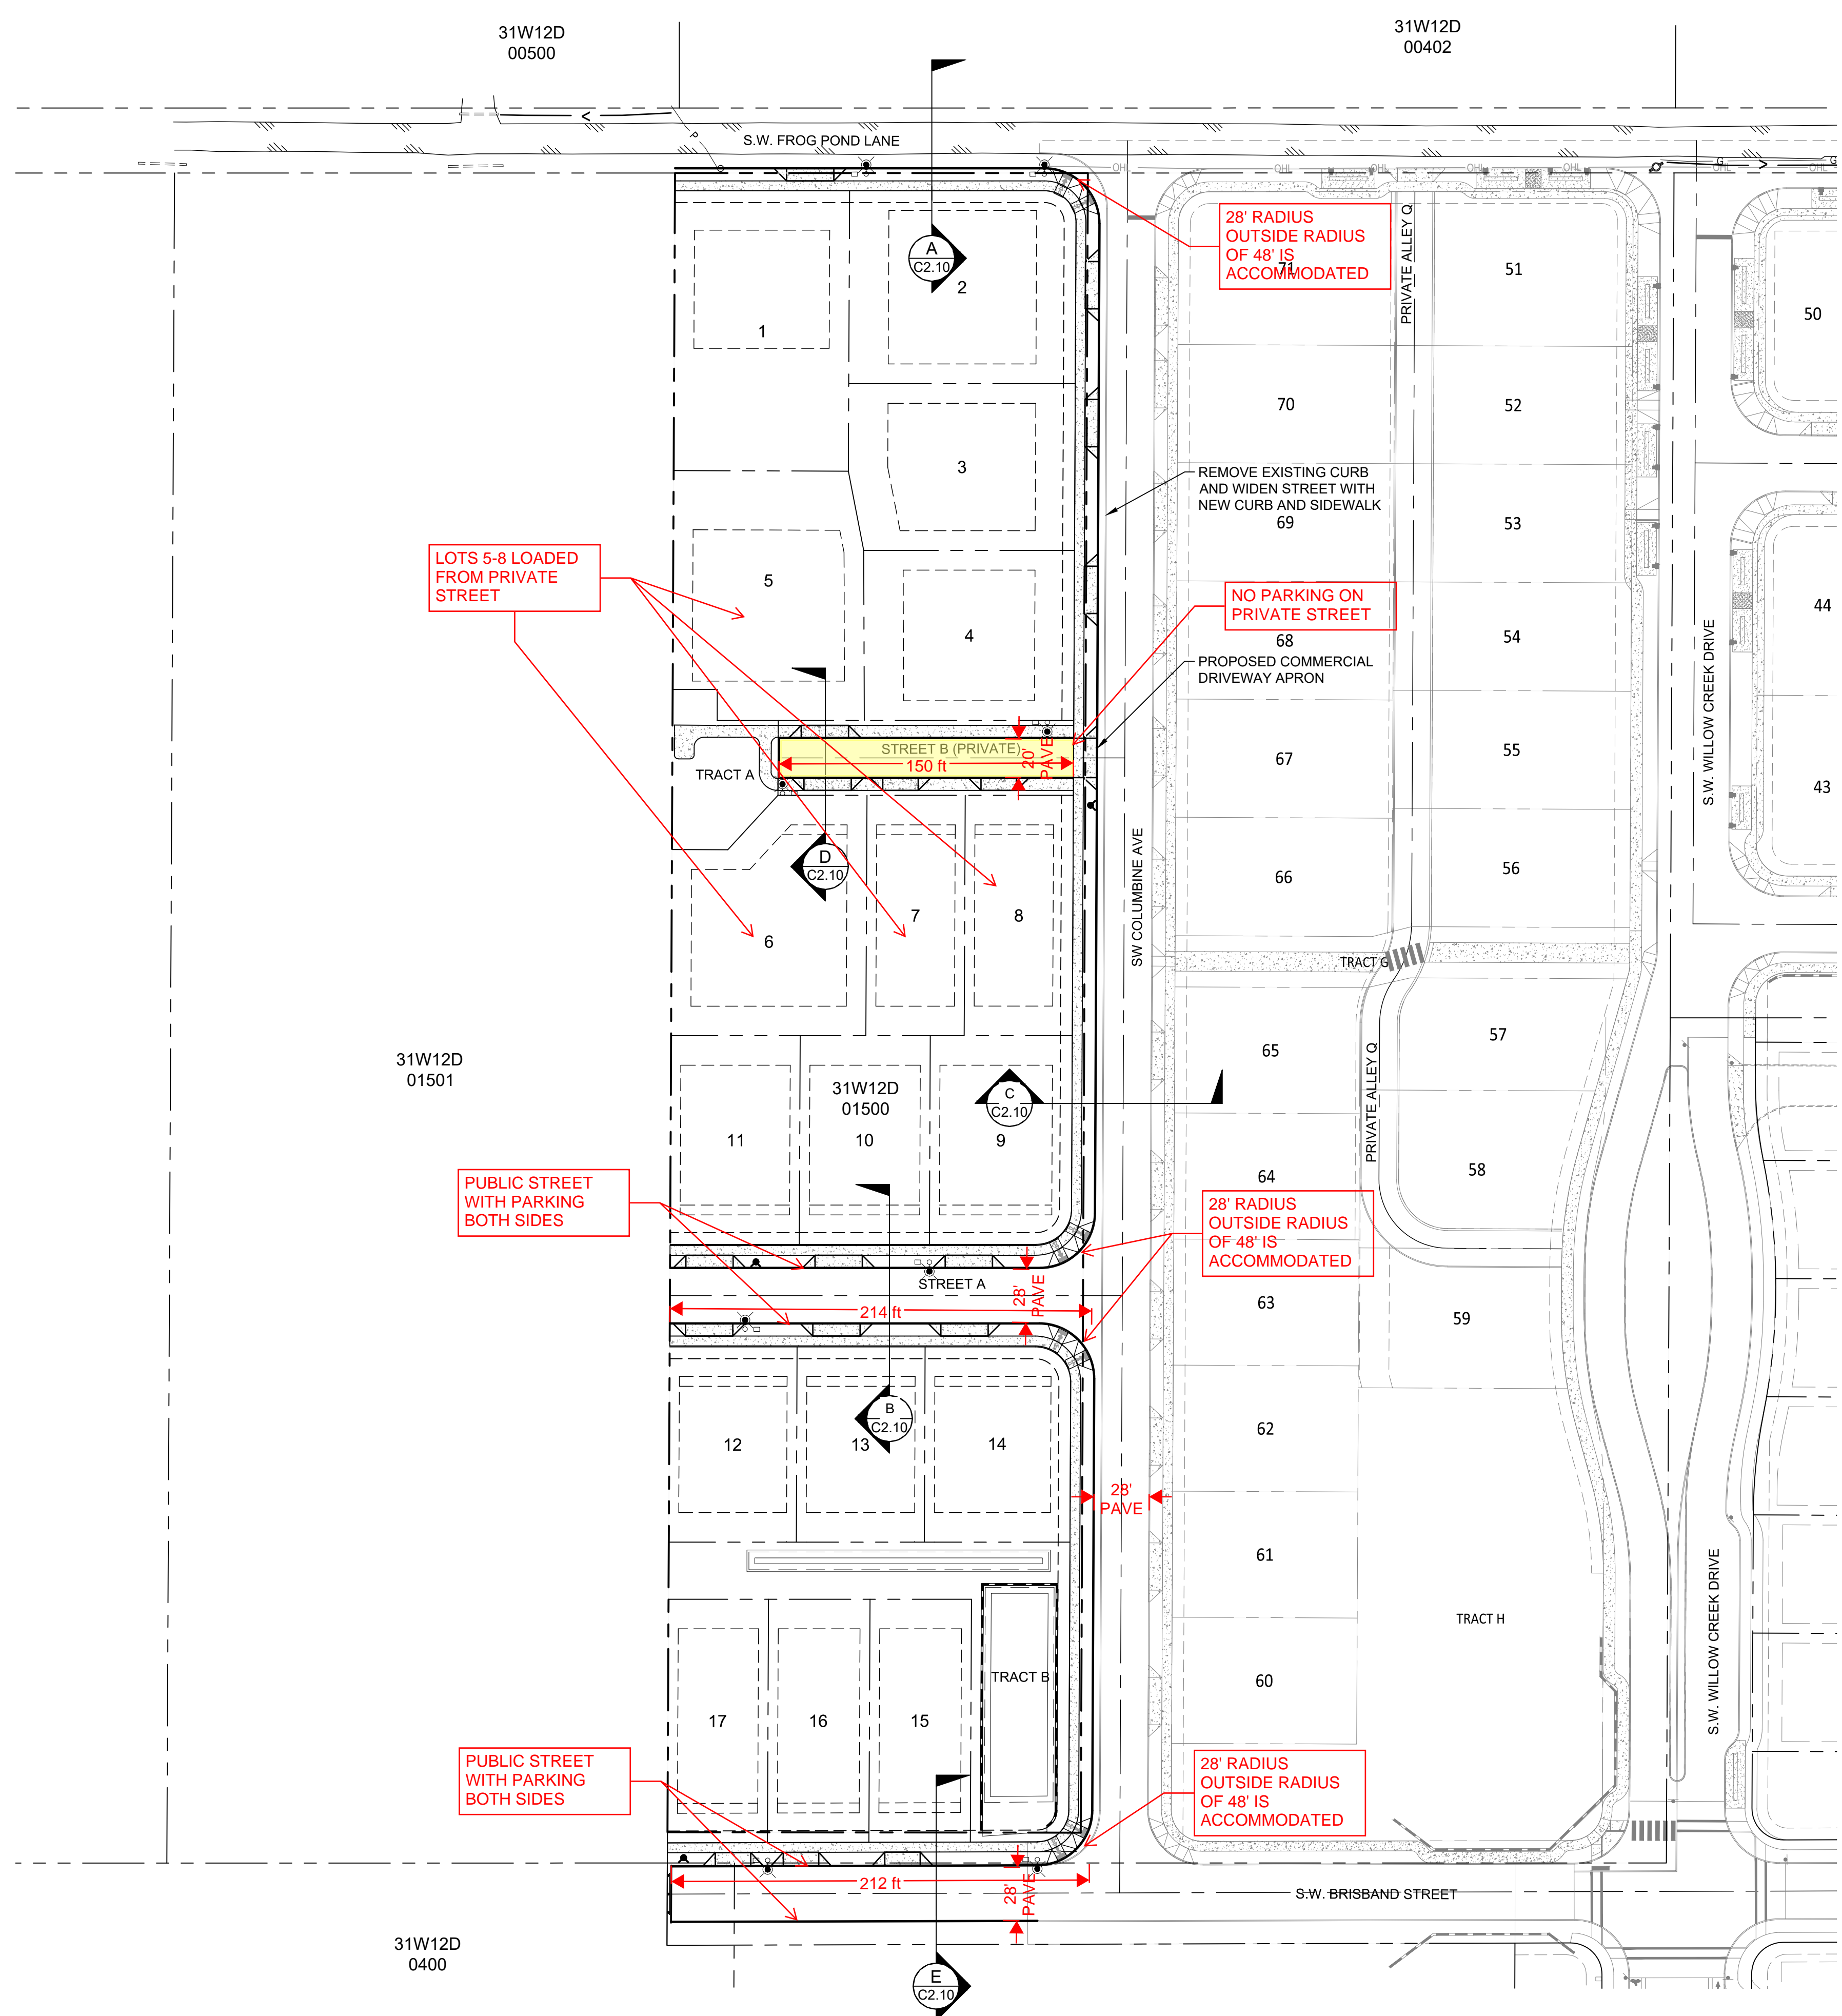 31W12D
00500
31W12D
00402
S.W. FROG POND LANE
P
O
OHL
OHL
OHL
OHL
OHL
G
OHL
G
OHL
28' RADIUS
OUTSIDE RADIUS
OF 48' IS
ACCOMMODATED
71
PRIVATE ALLEY Q
51
50
A
C2.10
2
1
70
52
3
REMOVE EXISTING CURB
AND WIDEN STREET WITH
NEW CURB AND SIDEWALK
69
53
LOTS 5-8 LOADED
FROM PRIVATE
STREET
5
NO PARKING ON
PRIVATE STREET
44
4
68
54
PROPOSED COMMERCIAL
DRIVEWAY APRON
S.W. WILLOW CREEK DRIVE
STREET B (PRIVATE)
150 ft
20'
PAVE
TRACT A
67
55
43
D
C2.10
SW COLUMBINE AVE
66
56
6
7
8
TRACT G
31W12D
01501
65
57
PRIVATE ALLEY Q
31W12D
01500
C
C2.10
11
10
9
64
58
PUBLIC STREET
WITH PARKING
BOTH SIDES
28' RADIUS
OUTSIDE RADIUS
OF 48' IS
ACCOMMODATED
STREET A
214 ft
28'
PAVE
63
59
B
C2.10
12
13
14
62
28'
PAVE
61
TRACT H
S.W. WILLOW CREEK DRIVE
TRACT B
60
17
16
15
PUBLIC STREET
WITH PARKING
BOTH SIDES
28' RADIUS
OUTSIDE RADIUS
OF 48' IS
ACCOMMODATED
212 ft
28'
PAVE
S.W. BRISBAND STREET
31W12D
0400
E
C2.10